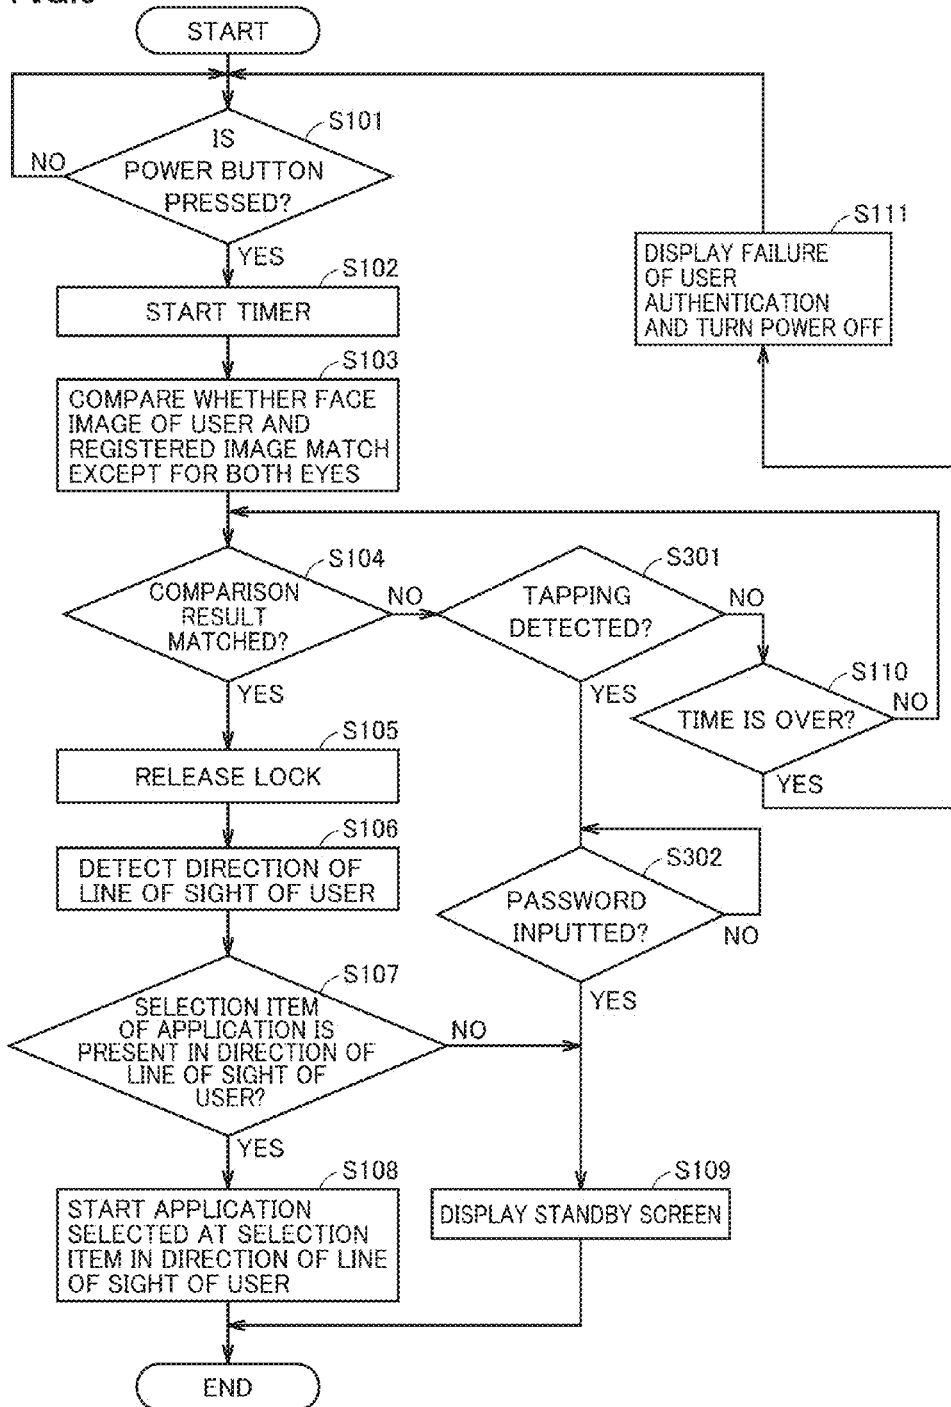 START
S101
IS
POWER BUTTON
PRESSED?
NO
YES
S102
START TIMER
S103
COMPARE WHETHER FACE
IMAGE OF USER AND
REGISTERED IMAGE MATCH
EXCEPT FOR BOTH EYES
S111
DISPLAY FAILURE
OF USER
AUTHENTICATION
AND TURN POWER OFF
S104
COMPARISON
RESULT
MATCHED?
NO
YES
S301
TAPPING
DETECTED?
NO
YES
S110
TIME IS OVER?
NO
YES
S105
RELEASE LOCK
S106
DETECT DIRECTION OF
LINE OF SIGHT OF USER
S302
PASSWORD
INPUTTED?
NO
YES
S107
SELECTION ITEM
OF APPLICATION IS
PRESENT IN DIRECTION OF
LINE OF SIGHT OF
USER?
NO
YES
S108
START APPLICATION
SELECTED AT SELECTION
ITEM IN DIRECTION OF LINE
OF SIGHT OF USER
S109
DISPLAY STANDBY SCREEN
END